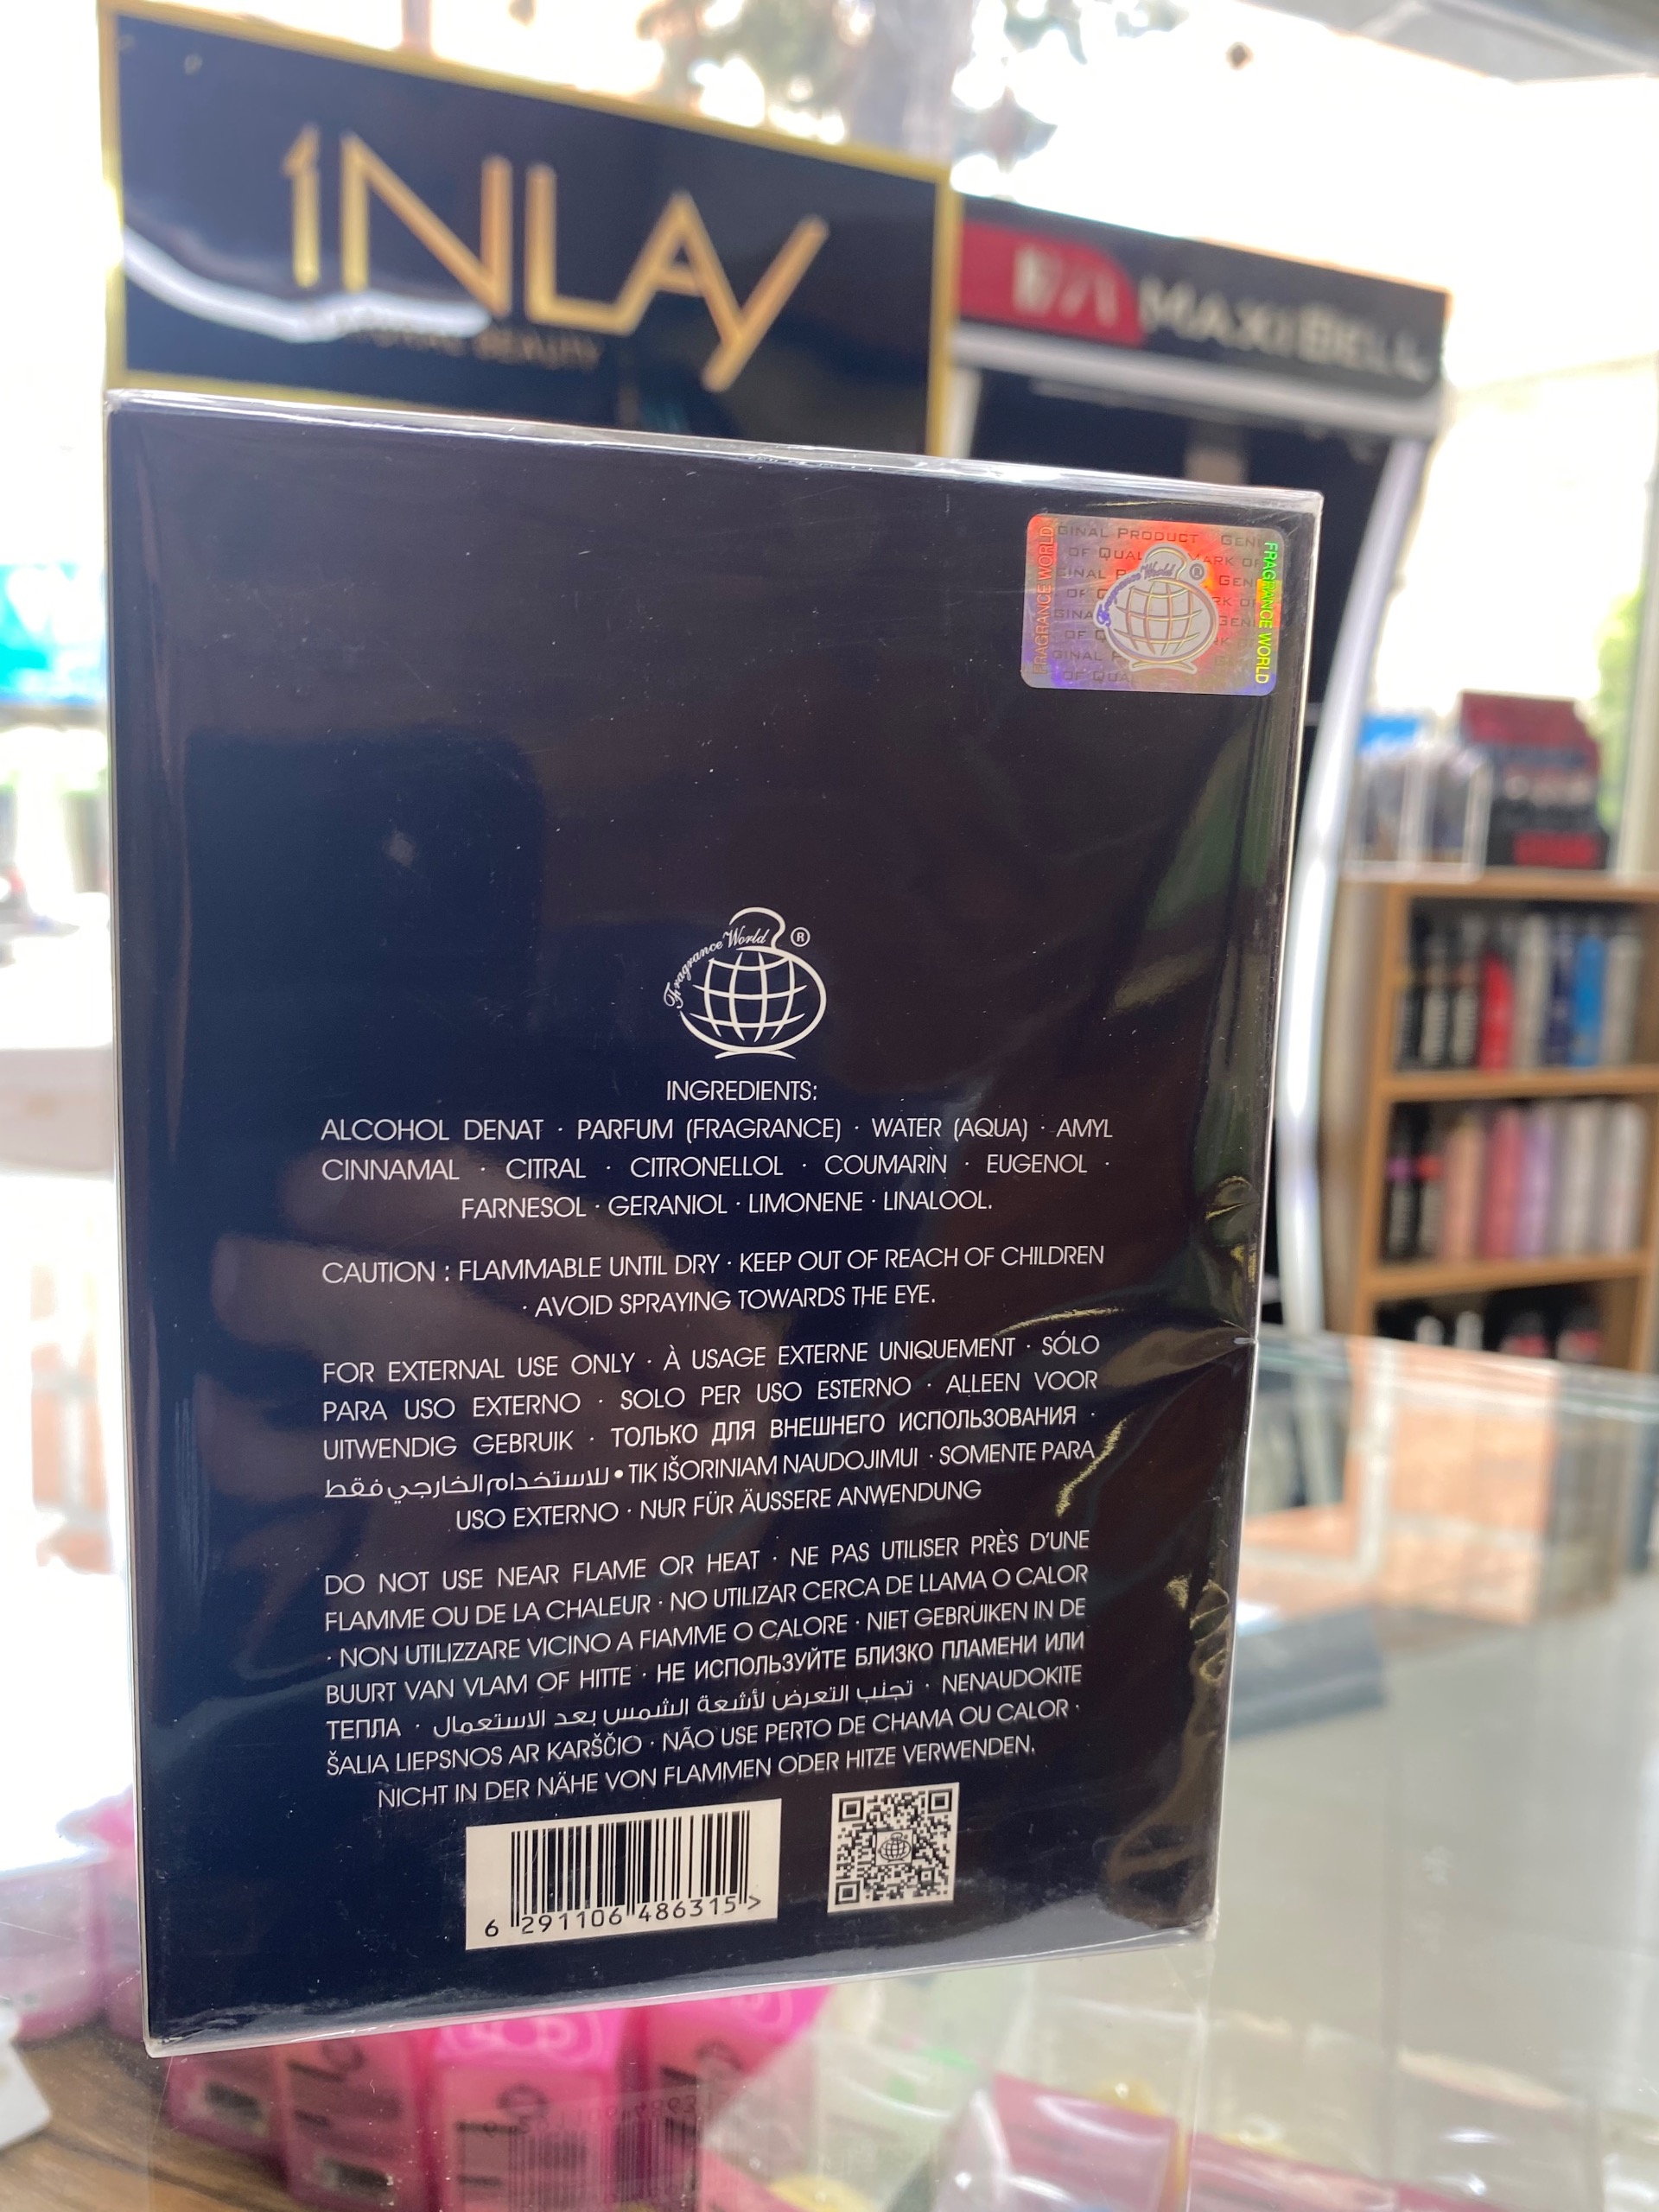 INLAY
BEAUTY
MAXIBELL
GINAL PRODUCT GENU
FRAGRANCE WORLD
FRAGRANCE WORLD
Fragrance World ®
Fragrance World ®
INGREDIENTS:
ALCOHOL DENAT · PARFUM (FRAGRANCE) · WATER (AQUA) · AMYL
CINNAMAL · CITRAL · CITRONELLOL · COUMARIN · EUGENOL ·
FARNESOL · GERANIOL · LIMONENE · LINALOOL.
CAUTION : FLAMMABLE UNTIL DRY · KEEP OUT OF REACH OF CHILDREN
· AVOID SPRAYING TOWARDS THE EYE.
FOR EXTERNAL USE ONLY · À USAGE EXTERNE UNIQUEMENT · SÓLO
PARA USO EXTERNO · SOLO PER USO ESTERNO · ALLEEN VOOR
UITWENDIG GEBRUIK · ТОЛЬКО ДЛЯ ВНЕШНЕГО ИСПОЛЬЗОВАНИЯ ·
للاستخدام الخارجي فقط • TIK IŠORINIAM NAUDOJIMUI · SOMENTE PARA
USO EXTERNO · NUR FÜR ÄUSSERE ANWENDUNG
DO NOT USE NEAR FLAME OR HEAT · NE PAS UTILISER PRÈS D'UNE
FLAMME OU DE LA CHALEUR · NO UTILIZAR CERCA DE LLAMA O CALOR
· NON UTILIZZARE VICINO A FIAMME O CALORE · NIET GEBRUIKEN IN DE
BUURT VAN VLAM OF HITTE · НЕ ИСПОЛЬЗУЙТЕ БЛИЗКО ПЛАМЕНИ ИЛИ
ТЕПЛА · تجنب التعرض لأشعة الشمس بعد الاستعمال · NENAUDOKITE
ŠALIA LIEPSNOS AR KARŠČIO · NÃO USE PERTO DE CHAMA OU CALOR ·
NICHT IN DER NÄHE VON FLAMMEN ODER HITZE VERWENDEN.
6 291106 486315 >